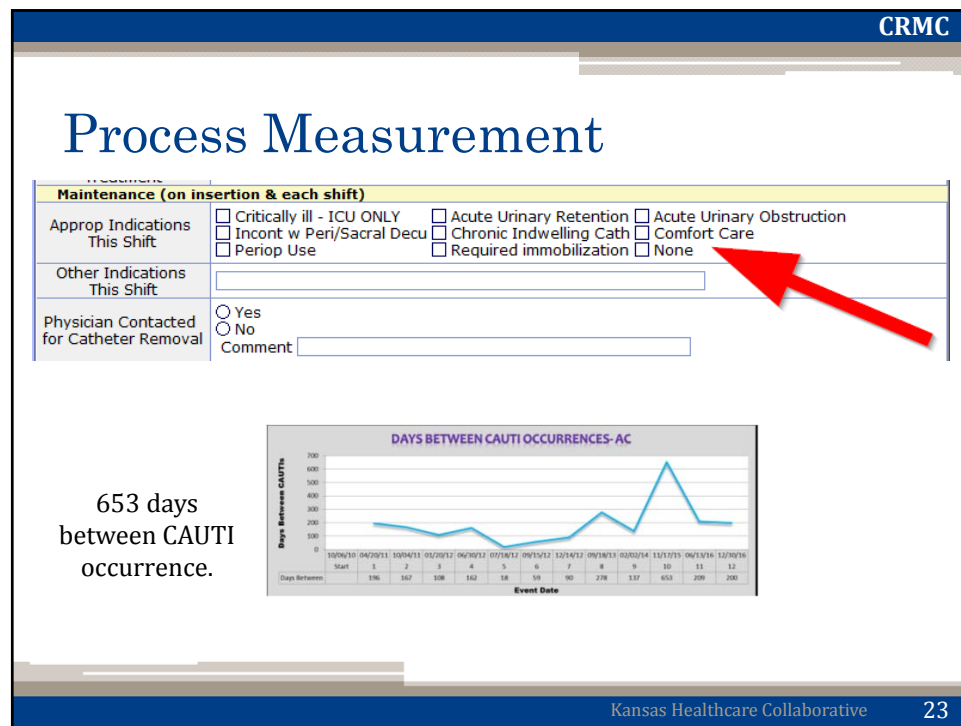 CRMC
Process Measurement
Maintenance (on insertion & each shift)
Approp Indications This Shift
Critically ill - ICU ONLY Acute Urinary Retention Acute Urinary Obstruction
Incont w Peri/Sacral Decu Chronic Indwelling Cath Comfort Care
Periop Use Required immobilization None
Other Indications This Shift
Physician Contacted for Catheter Removal
Yes
No
Comment
653 days
between CAUTI
occurrence.
DAYS BETWEEN CAUTI OCCURRENCES- AC
Days Between CAUTIs
700
600
500
400
300
200
100
0
10/06/10 04/20/11 10/04/11 01/20/12 06/30/12 07/18/12 09/15/12 12/14/12 09/18/13 02/02/14 11/17/15 06/13/16 12/30/16
Start 1 2 3 4 5 6 7 8 9 10 11 12
Days Between 196 167 108 162 18 59 90 278 137 653 209 200
Event Date
Kansas Healthcare Collaborative 23